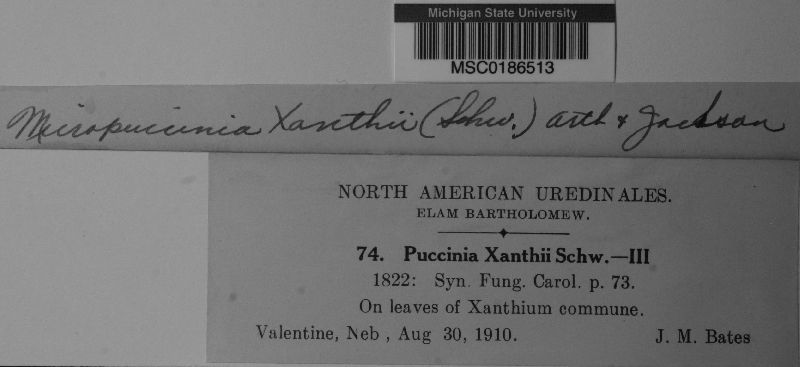 Michigan State University
MSC0186513
Micropuccinia Xanthii (Schw.) Arth & Jackson
NORTH AMERICAN UREDINALES.
ELAM BARTHOLOMEW.
74. Puccinia Xanthii Schw.—III
1822: Syn. Fung. Carol. p. 73.
On leaves of Xanthium commune.
Valentine, Neb , Aug 30, 1910. J. M. Bates